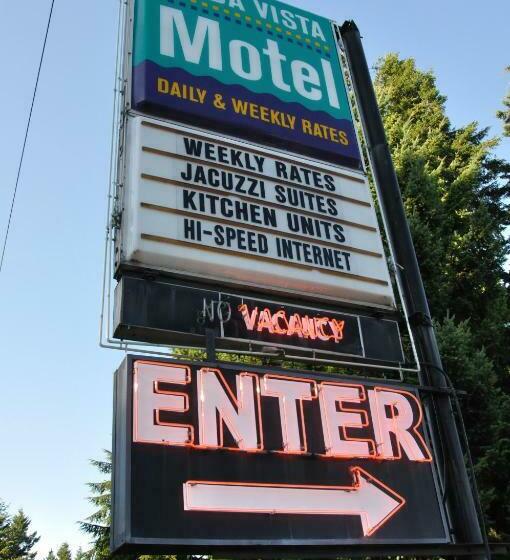 VISTA
Motel
DAILY & WEEKLY RATES
WEEKLY RATES
JACUZZI SUITES
KITCHEN UNITS
HI-SPEED INTERNET
NO VACANCY
ENTER